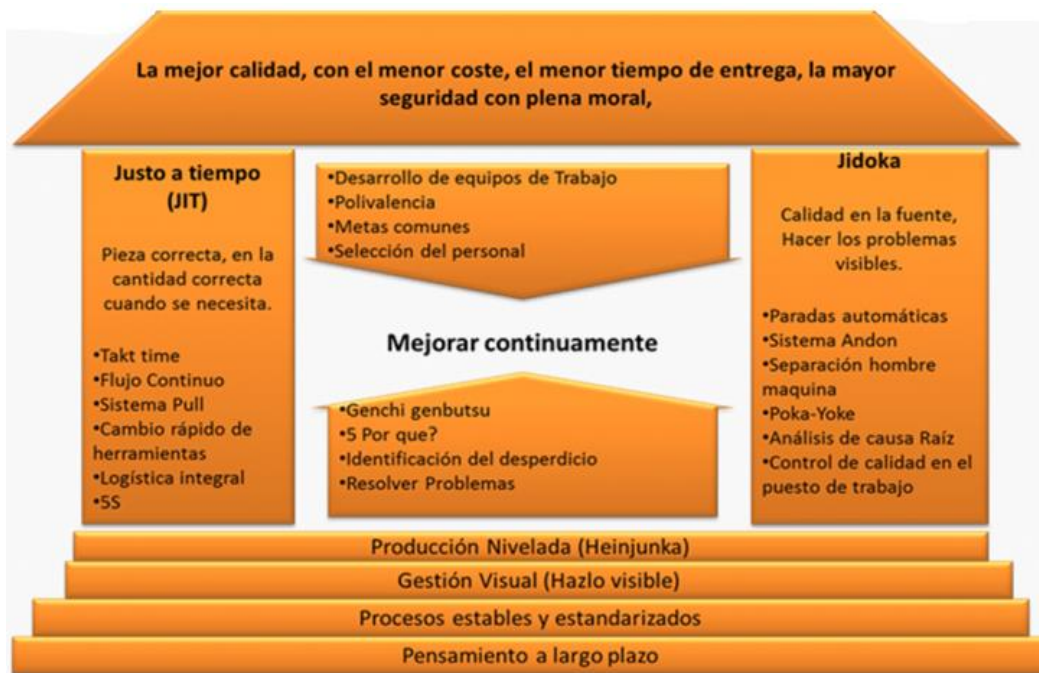 La mejor calidad, con el menor coste, el menor tiempo de entrega, la mayor
seguridad con plena moral,
Justo a tiempo
(JIT)
Pieza correcta, en la
cantidad correcta
cuando se necesita.
•Takt time
•Flujo Continuo
•Sistema Pull
•Cambio rápido de
herramientas
•Logística integral
•5S
•Desarrollo de equipos de Trabajo
•Polivalencia
•Metas comunes
•Selección del personal
Mejorar continuamente
•Genchi genbutsu
•5 Por que?
•Identificación del desperdicio
•Resolver Problemas
Jidoka
Calidad en la fuente,
Hacer los problemas
visibles.
•Paradas automáticas
•Sistema Andon
•Separación hombre
maquina
•Poka-Yoke
•Análisis de causa Raíz
•Control de calidad en el
puesto de trabajo
Producción Nivelada (Heinjunka)
Gestión Visual (Hazlo visible)
Procesos estables y estandarizados
Pensamiento a largo plazo